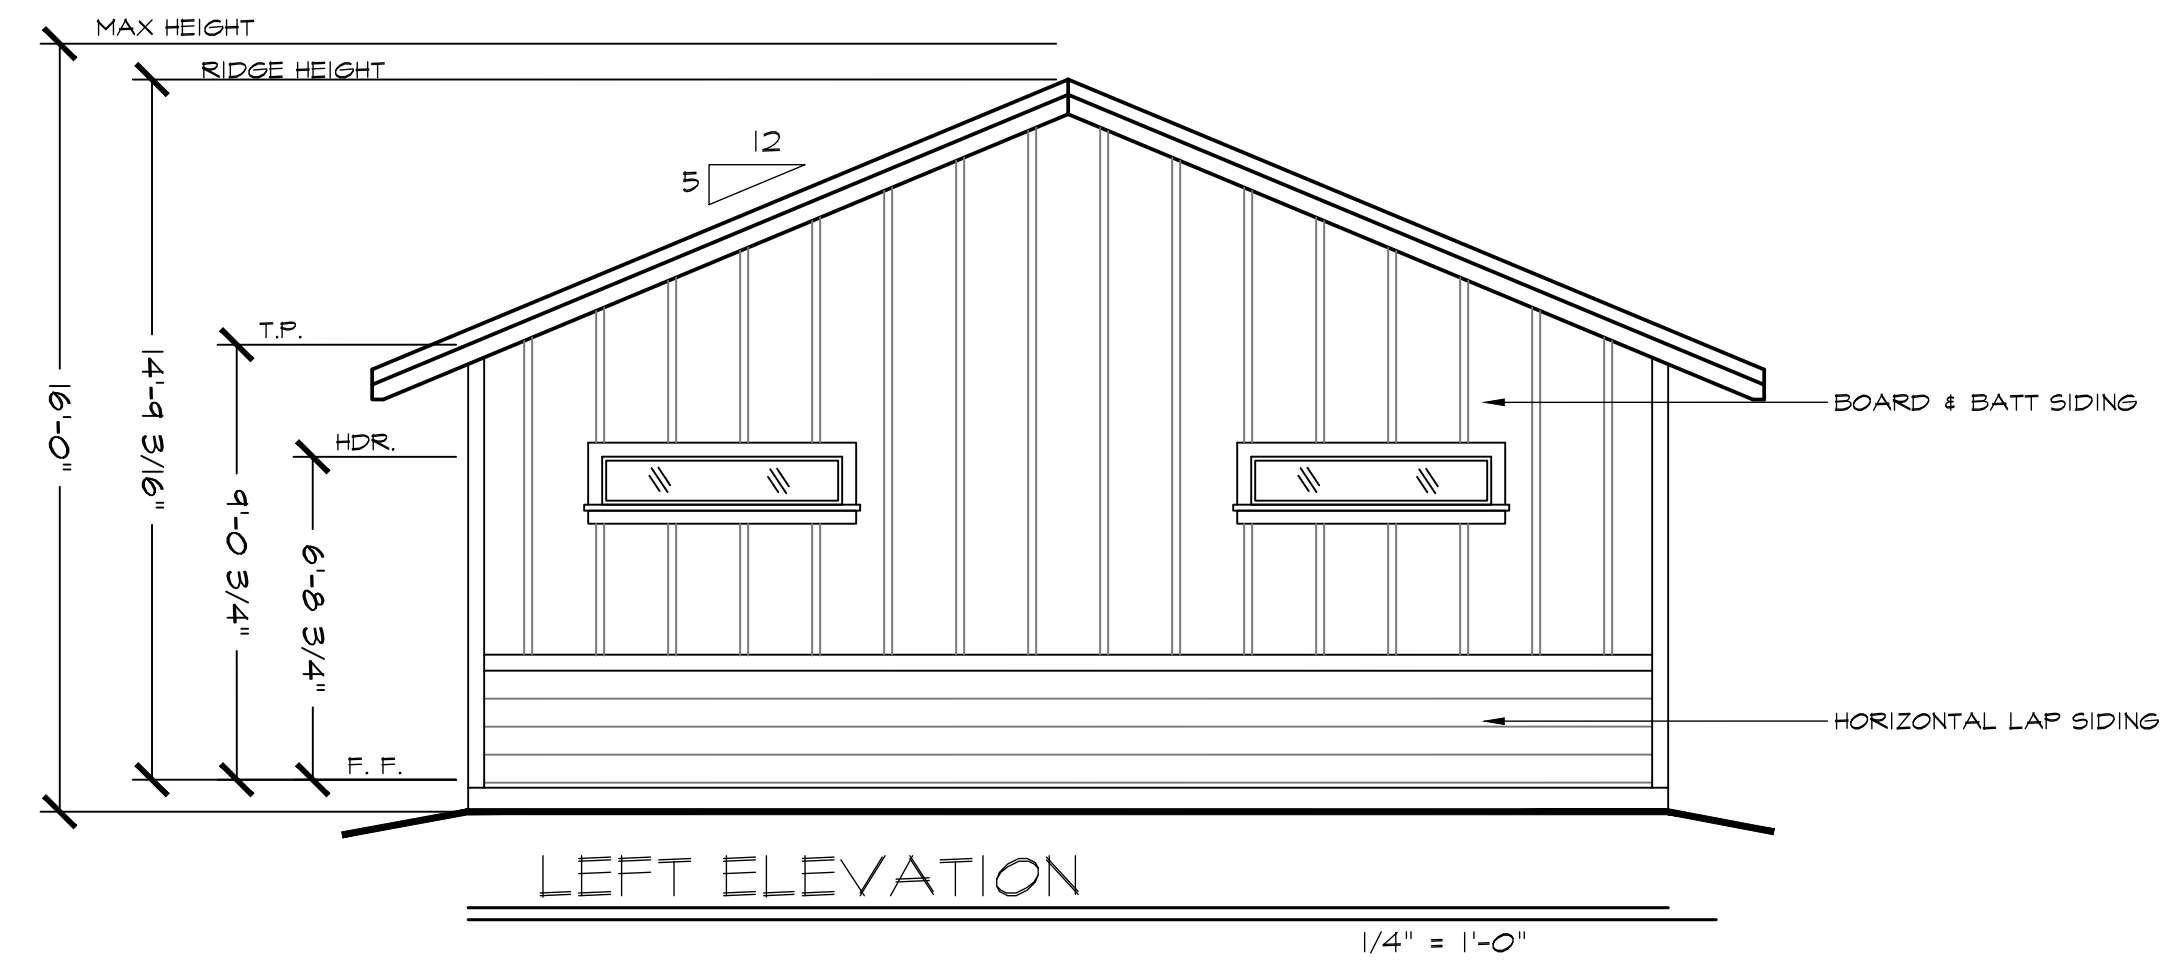 MAX HEIGHT
RIDGE HEIGHT
12
5
T.P.
HDR.
F. F.
16'-0"
14'-9 3/16"
9'-0 3/4"
6'-8 3/4"
BOARD & BATT SIDING
HORIZONTAL LAP SIDING
LEFT ELEVATION
1/4" = 1'-0"